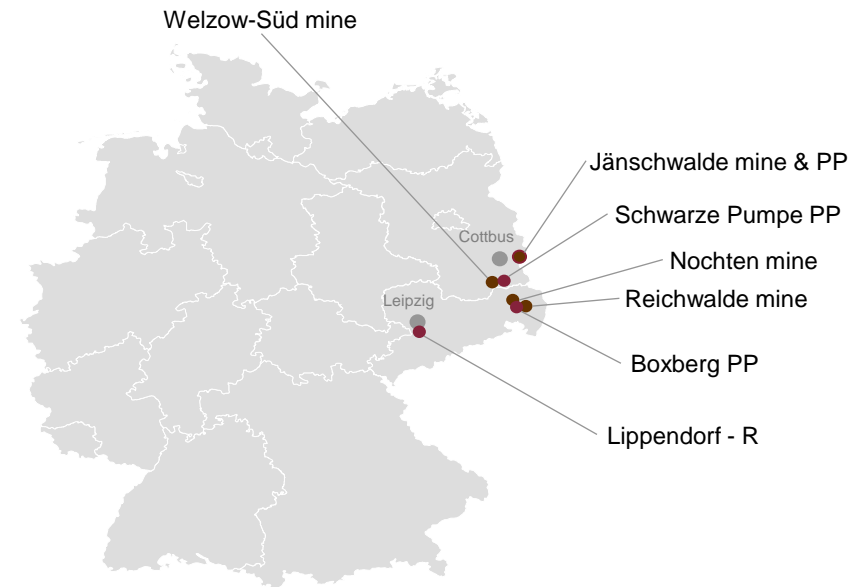 Welzow-Süd mine
Jänschwalde mine & PP
Schwarze Pumpe PP
Cottbus
Nochten mine
Reichwalde mine
Leipzig
Boxberg PP
Lippendorf - R